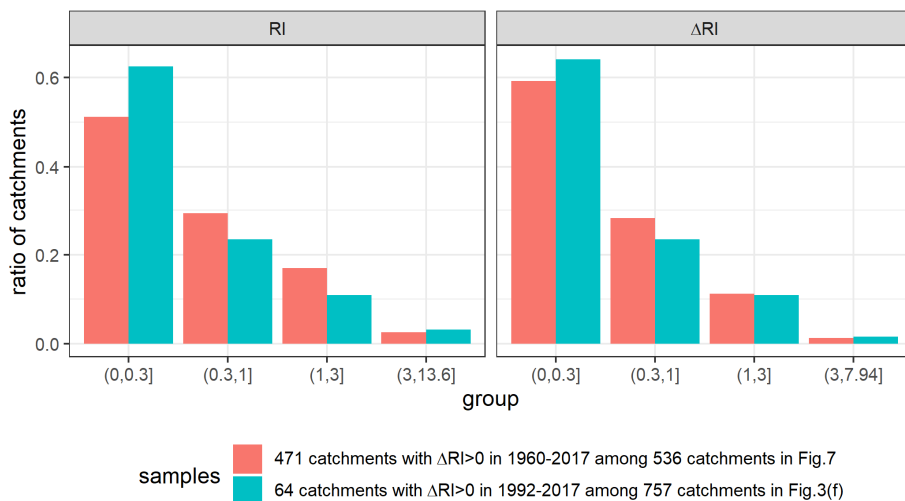 RI
ΔRI
ratio of catchments
0.6
0.4
0.2
0.0
(0,0.3]
(0.3,1]
(1,3]
(3,13.6]
(0,0.3]
(0.3,1]
(1,3]
(3,7.94]
group
samples
471 catchments with ΔRI>0 in 1960-2017 among 536 catchments in Fig.7
64 catchments with ΔRI>0 in 1992-2017 among 757 catchments in Fig.3(f)